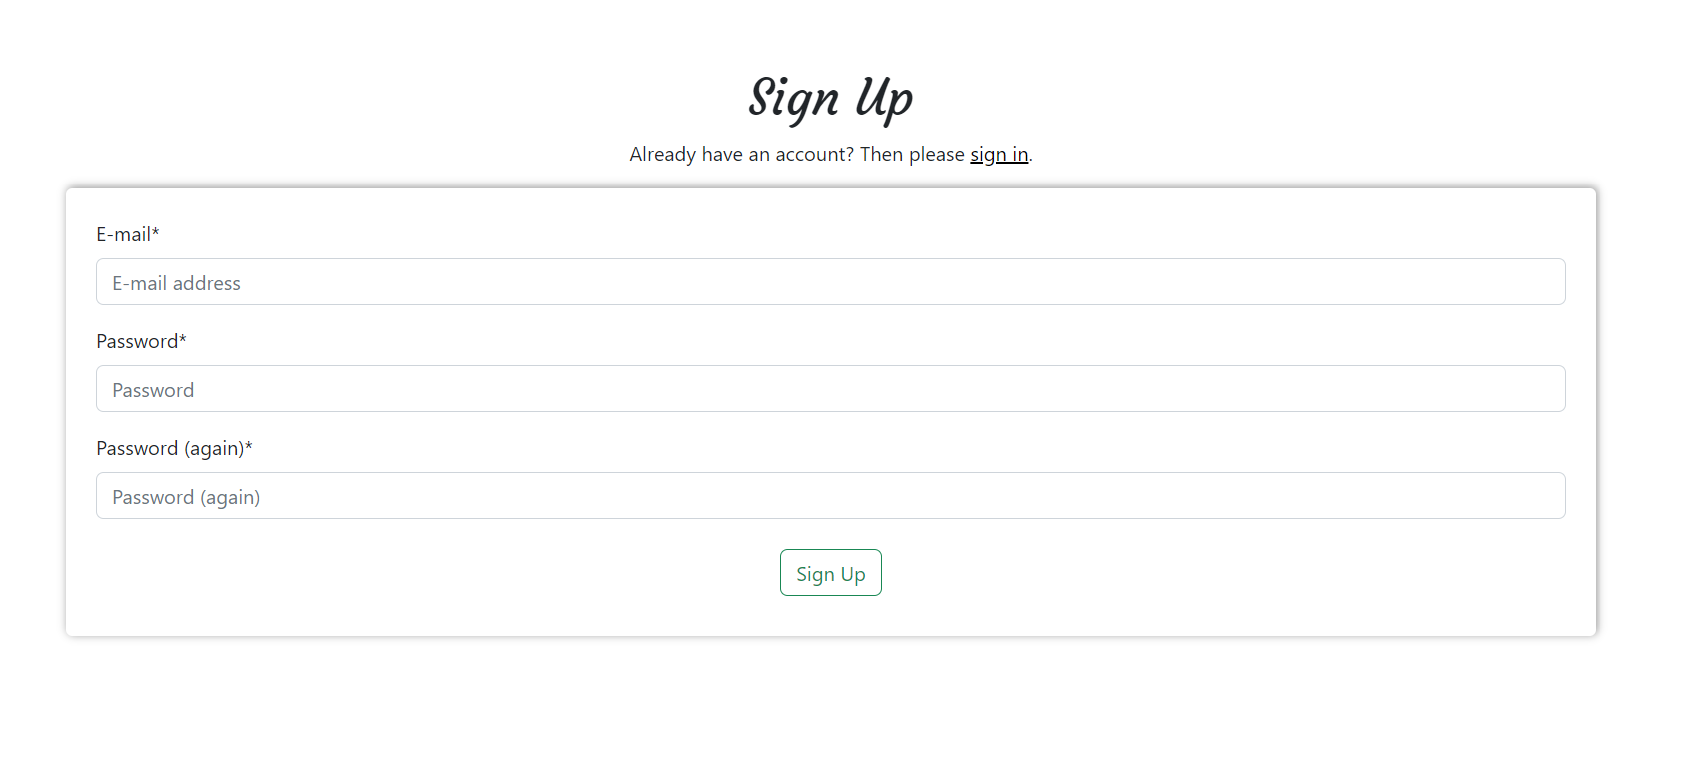 Sign Up
Already have an account? Then please sign in.
E-mail*
E-mail address
Password*
Password
Password (again)*
Password (again)
Sign Up